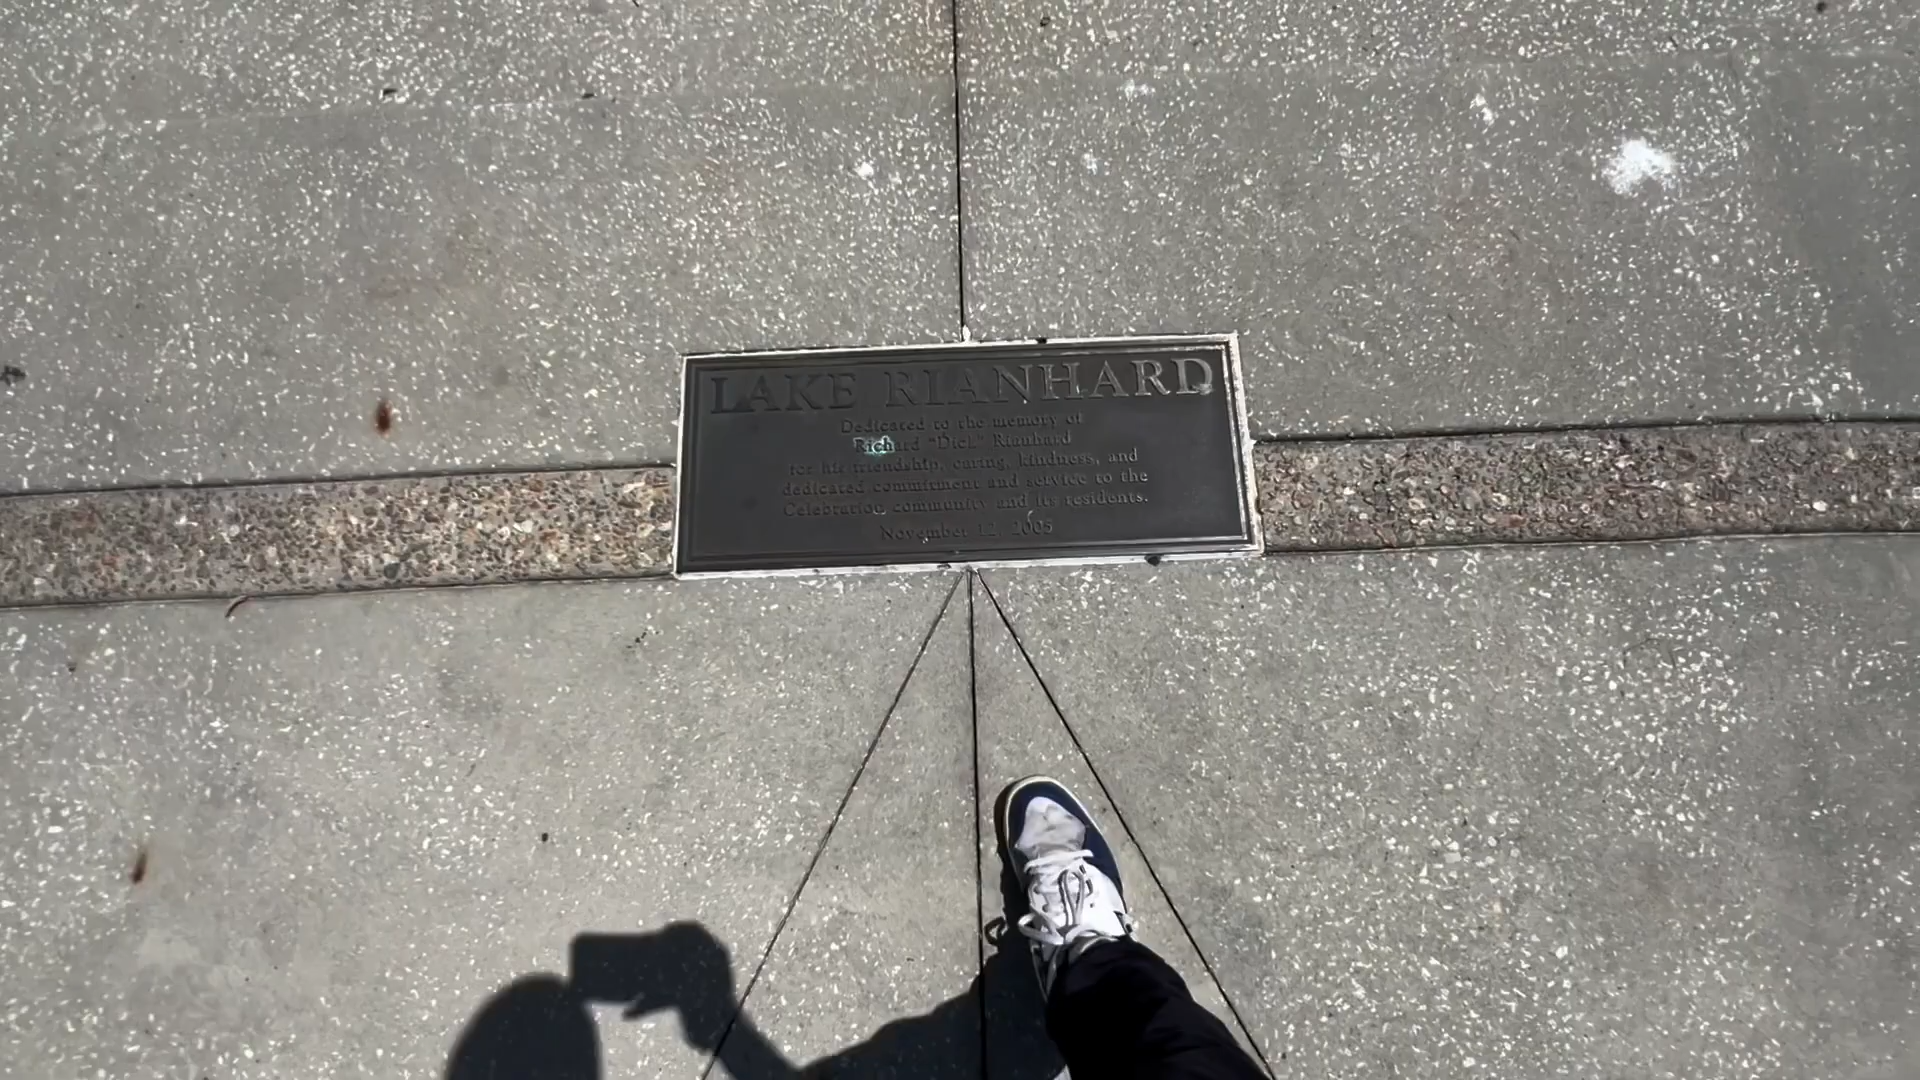 LAKE RIANHARD
Dedicated to the memory of
Richard "Dick" Rianhard
for his friendship, caring, kindness, and
dedicated commitment and service to the
Celebration community and its residents.
November 12, 2005